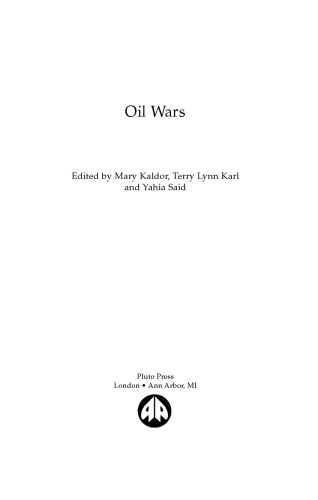 Oil Wars
Edited by Mary Kaldor, Terry Lynn Karl
and Yahia Said
Pluto Press
London • Ann Arbor, MI